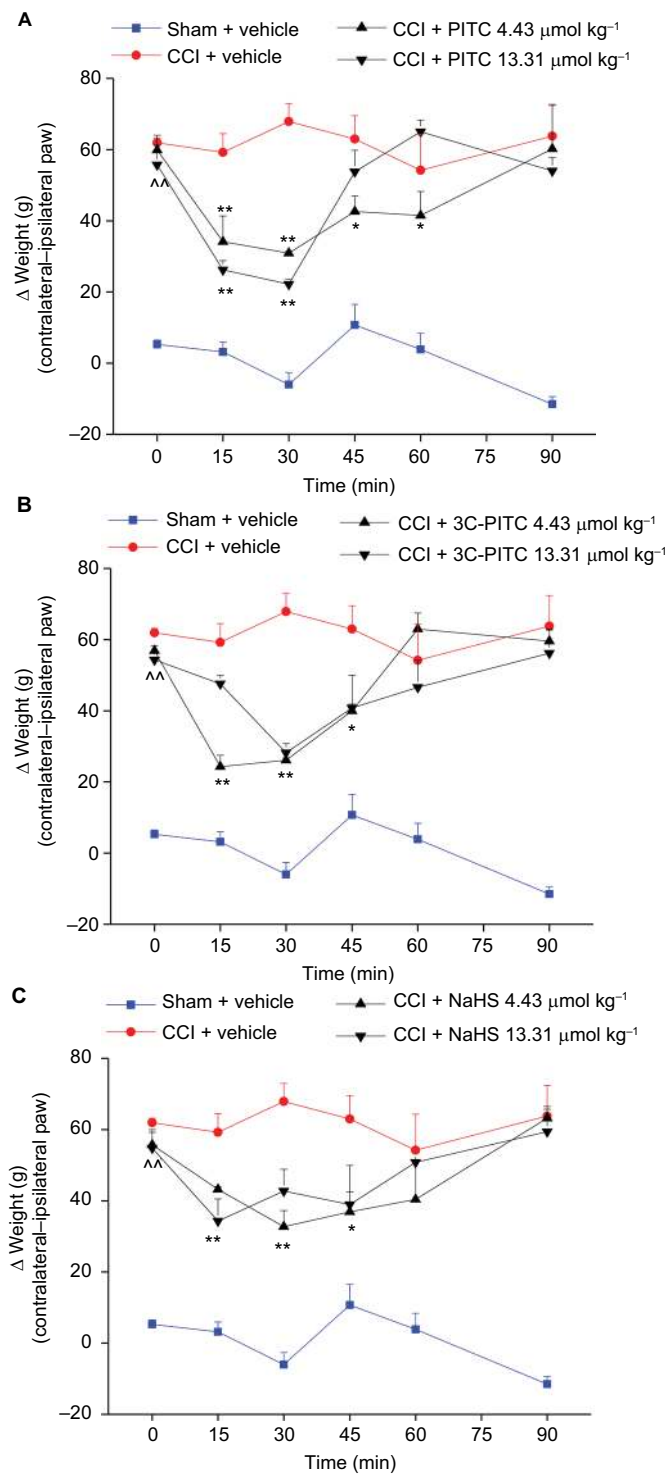 A
Sham + vehicle
CCI + vehicle
CCI + PITC 4.43 μmol kg⁻¹
CCI + PITC 13.31 μmol kg⁻¹
Δ Weight (g)
(contralateral–ipsilateral paw)
80
60
40
20
0
–20
^^
**
**
**
**
*
*
0 15 30 45 60 90
Time (min)
B
Sham + vehicle
CCI + vehicle
CCI + 3C-PITC 4.43 μmol kg⁻¹
CCI + 3C-PITC 13.31 μmol kg⁻¹
Δ Weight (g)
(contralateral–ipsilateral paw)
80
60
40
20
0
–20
^^
**
**
*
0 15 30 45 60 75 90
Time (min)
C
Sham + vehicle
CCI + vehicle
CCI + NaHS 4.43 μmol kg⁻¹
CCI + NaHS 13.31 μmol kg⁻¹
Δ Weight (g)
(contralateral–ipsilateral paw)
80
60
40
20
0
–20
^^
**
**
*
0 15 30 45 60 75 90
Time (min)